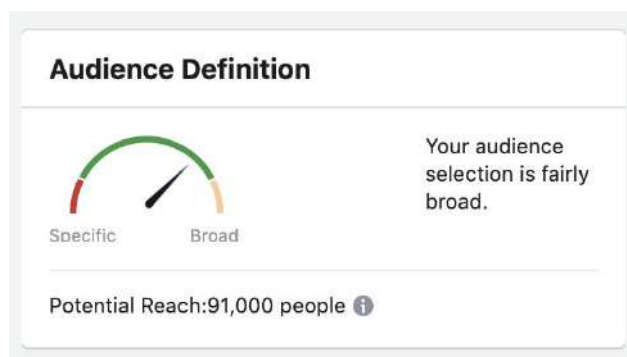 Audience Definition
Your audience
selection is fairly
broad.
Specific
Broad
Potential Reach:91,000 people